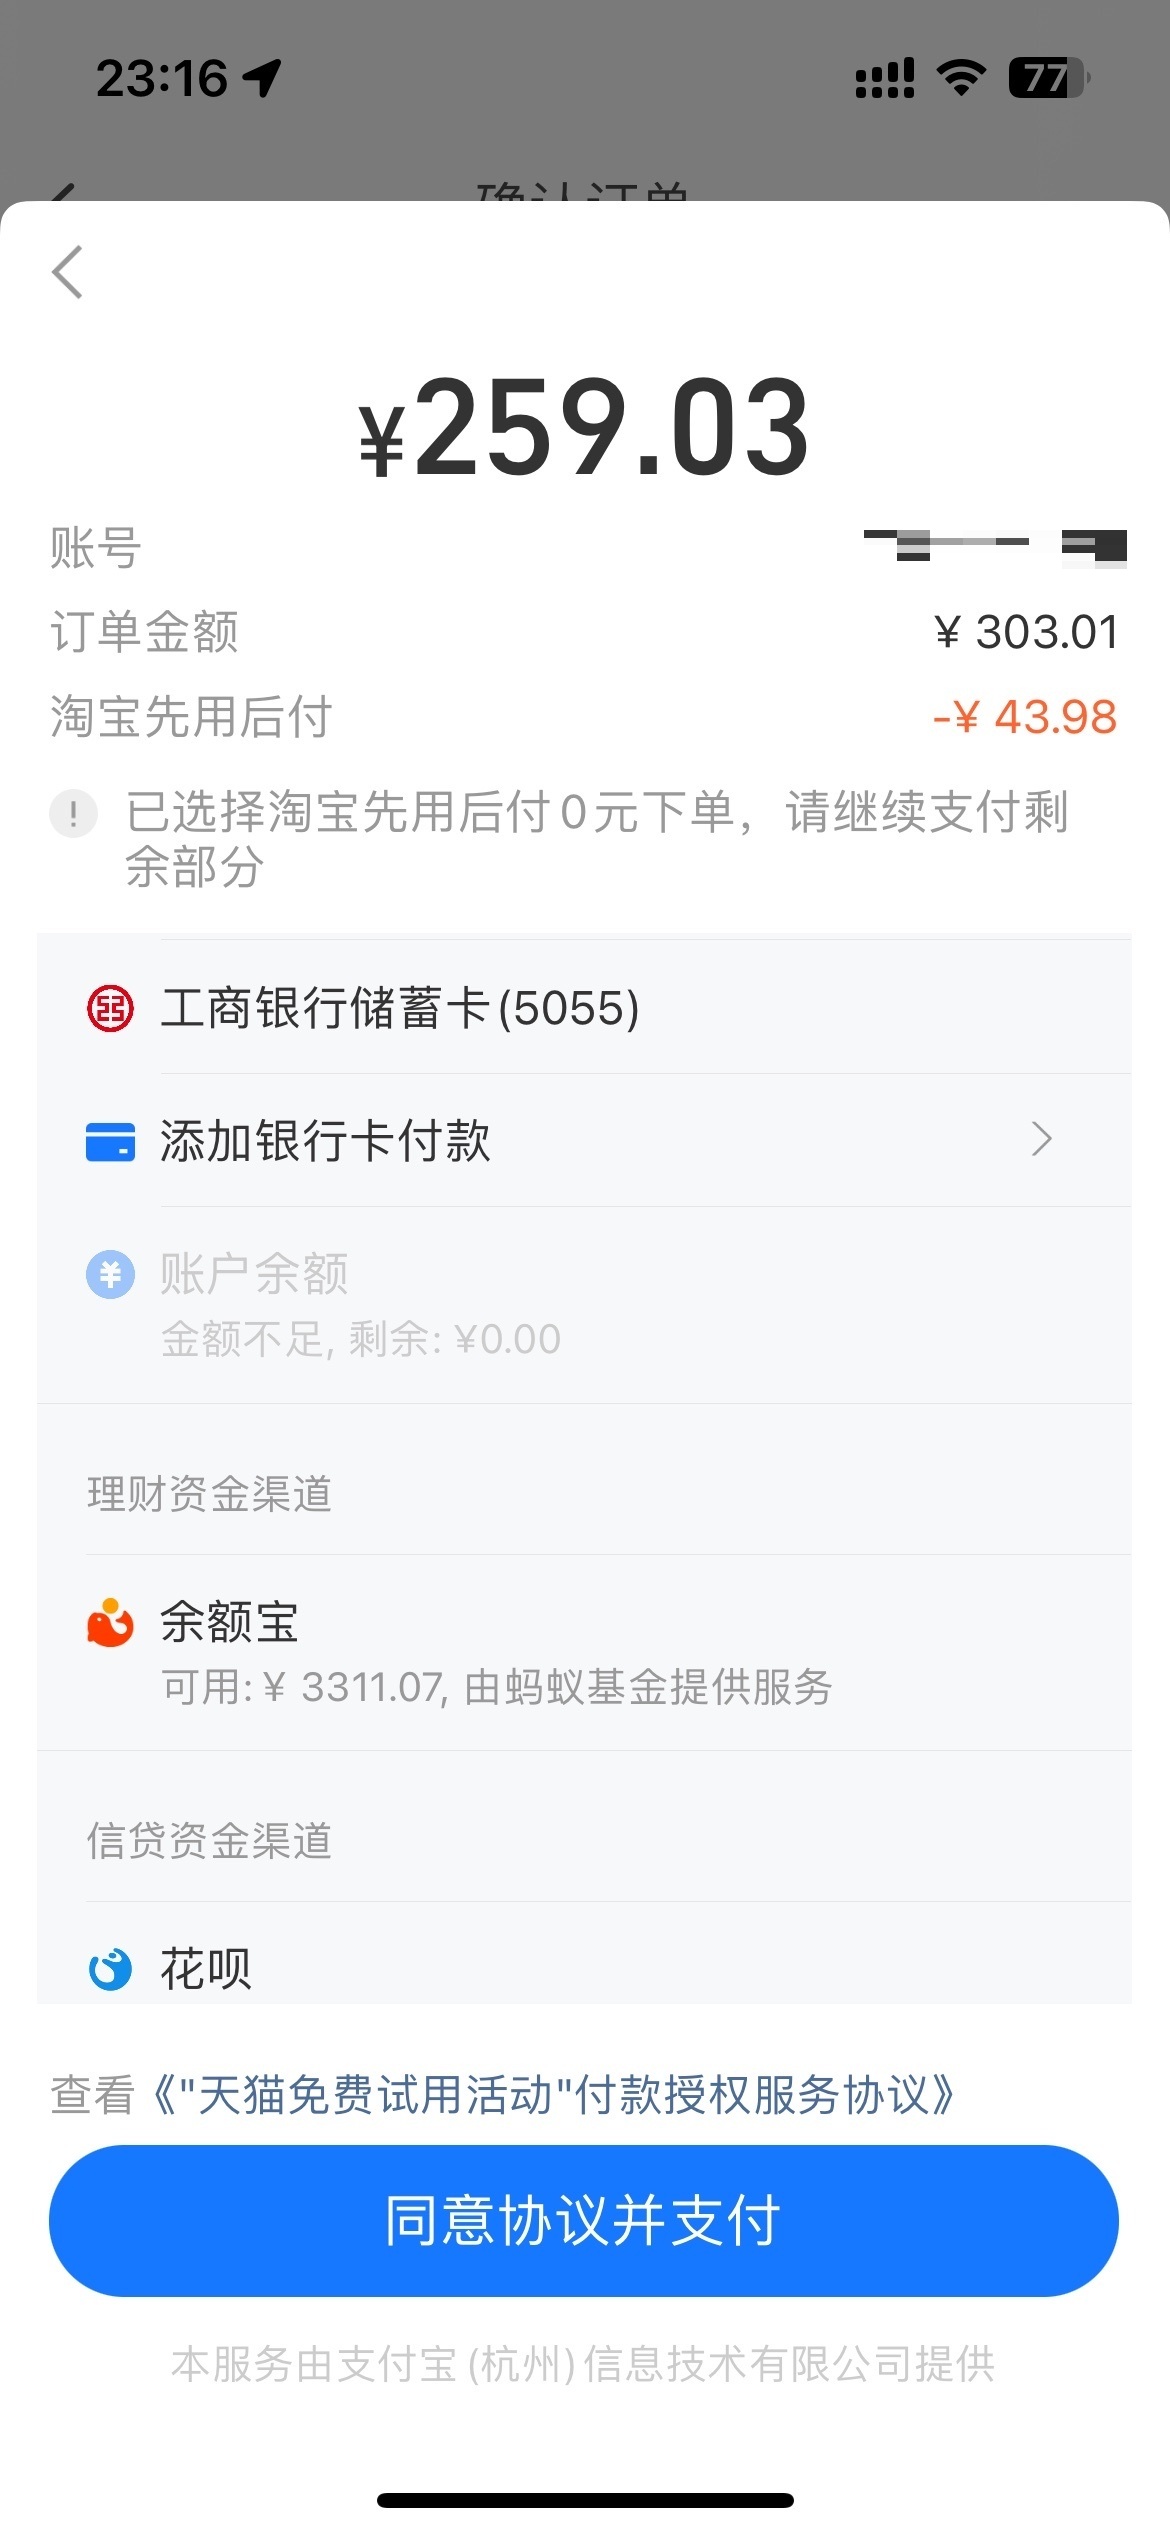 23:16
77
确认订单
¥259.03
账号
订单金额
¥ 303.01
淘宝先用后付
-¥ 43.98
已选择淘宝先用后付0元下单，请继续支付剩
余部分
工商银行储蓄卡(5055)
添加银行卡付款
账户余额
金额不足, 剩余: ¥0.00
理财资金渠道
余额宝
可用: ¥ 3311.07, 由蚂蚁基金提供服务
信贷资金渠道
花呗
查看《"天猫免费试用活动"付款授权服务协议》
同意协议并支付
本服务由支付宝(杭州)信息技术有限公司提供